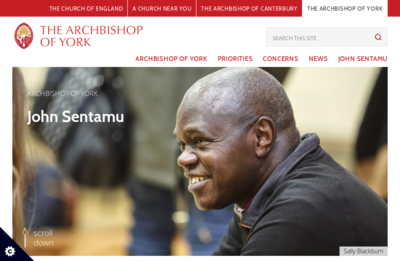 THE CHURCH OF ENGLAND A CHURCH NEAR YOU THE ARCHBISHOP OF CANTERBURY THE ARCHBISHOP OF YORK
THE ARCHBISHOP
OF YORK
SEARCH THIS SITE
ARCHBISHOP OF YORK PRIORITIES CONCERNS NEWS JOHN SENTAMU
ARCHBISHOP OF YORK
John Sentamu
scroll
down
Sally Blackburn